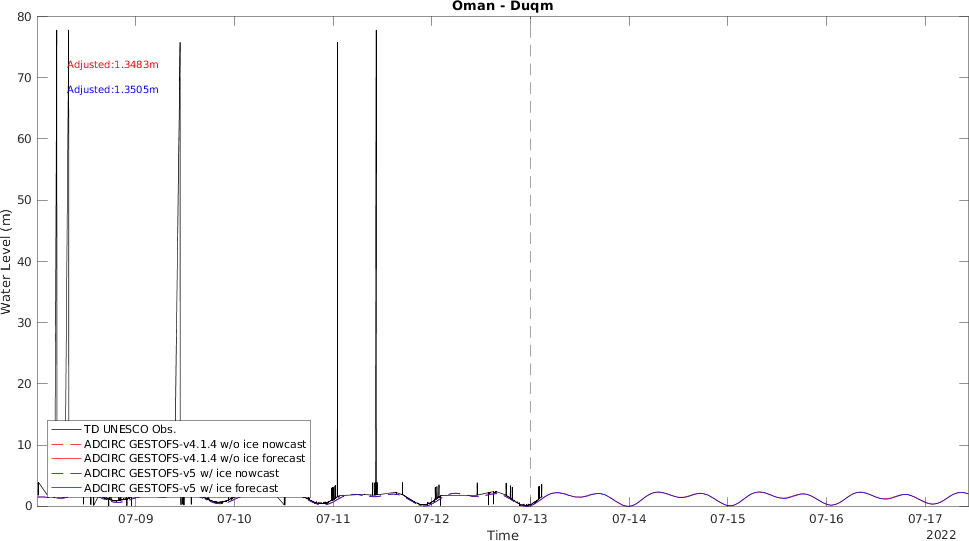 Oman - Duqm
80
70
60
50
40
30
20
10
0
Water Level (m)
Adjusted:1.3483m
Adjusted:1.3505m
TD UNESCO Obs.
ADCIRC GESTOFS-v4.1.4 w/o ice nowcast
ADCIRC GESTOFS-v4.1.4 w/o ice forecast
ADCIRC GESTOFS-v5 w/ ice nowcast
ADCIRC GESTOFS-v5 w/ ice forecast
07-09 07-10 07-11 07-12 07-13 07-14 07-15 07-16 07-17
Time
2022